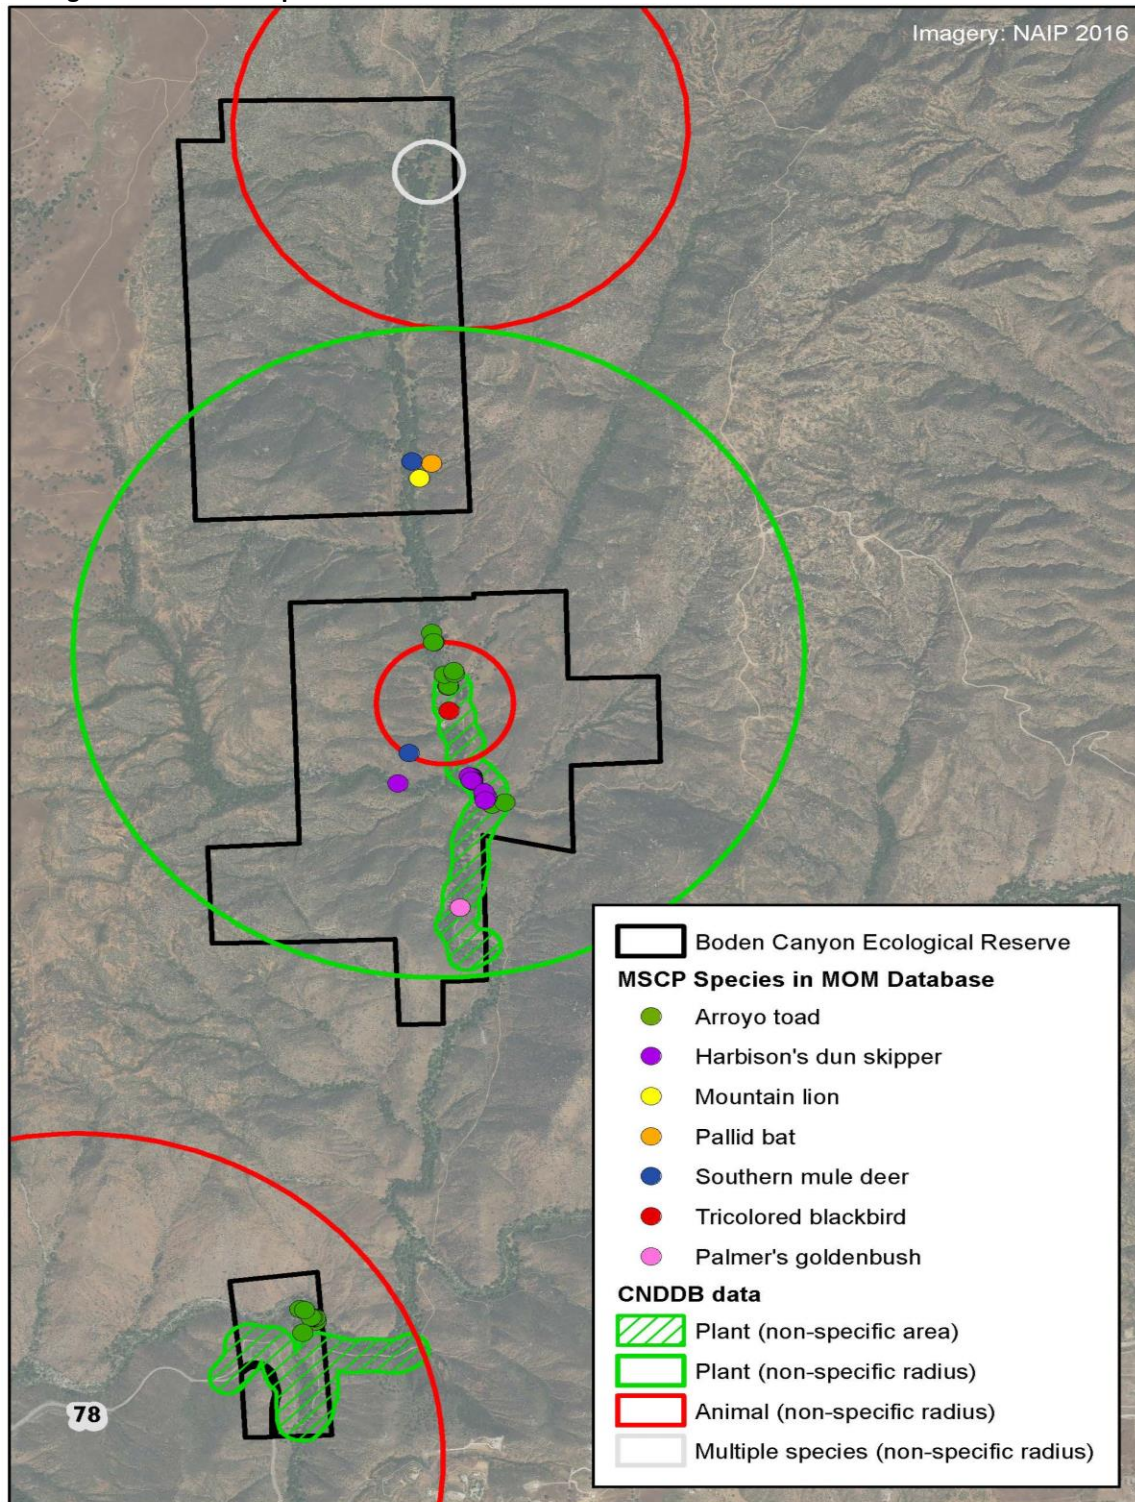 Imagery: NAIP 2016
Boden Canyon Ecological Reserve
MSCP Species in MOM Database
Arroyo toad
Harbison's dun skipper
Mountain lion
Pallid bat
Southern mule deer
Tricolored blackbird
Palmer's goldenbush
CNDDB data
Plant (non-specific area)
Plant (non-specific radius)
Animal (non-specific radius)
Multiple species (non-specific radius)
78